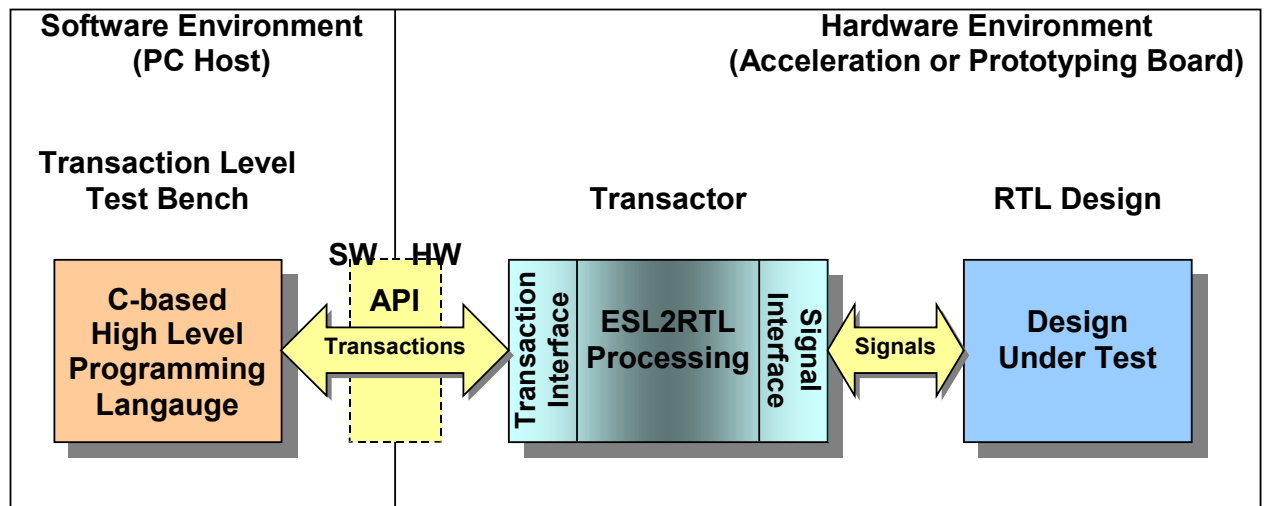 Software Environment
(PC Host)
Hardware Environment
(Acceleration or Prototyping Board)
Transaction Level
Test Bench
Transactor
RTL Design
SW HW
API
C-based
High Level
Programming
Langauge
Transactions
Transaction
Interface
ESL2RTL
Processing
Signal
Interface
Signals
Design
Under Test